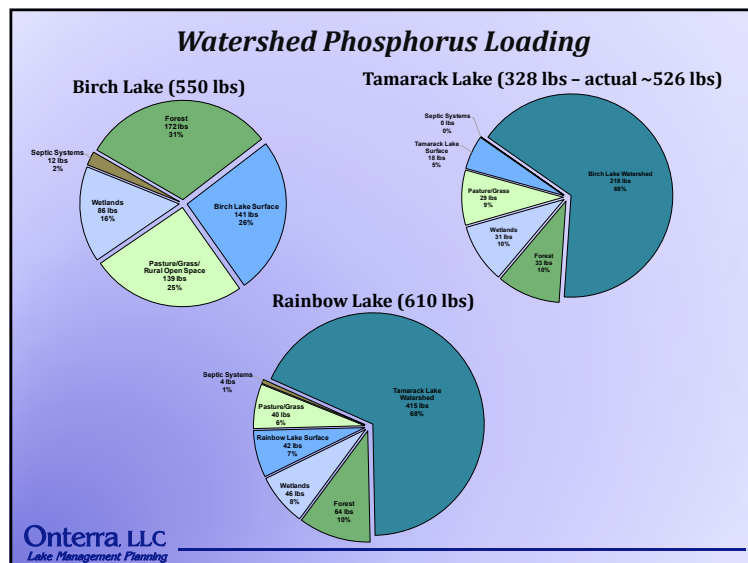 Watershed Phosphorus Loading
Birch Lake (550 lbs)
Forest
172 lbs
31%
Septic Systems
12 lbs
2%
Wetlands
86 lbs
16%
Birch Lake Surface
141 lbs
26%
Pasture/Grass/
Rural Open Space
139 lbs
25%
Tamarack Lake (328 lbs – actual ~526 lbs)
Septic Systems
0 lbs
0%
Tamarack Lake
Surface
18 lbs
5%
Birch Lake Watershed
218 lbs
66%
Pasture/Grass
29 lbs
9%
Wetlands
31 lbs
10%
Forest
33 lbs
10%
Rainbow Lake (610 lbs)
Septic Systems
4 lbs
1%
Tamarack Lake
Watershed
415 lbs
68%
Pasture/Grass
40 lbs
6%
Rainbow Lake Surface
42 lbs
7%
Wetlands
46 lbs
8%
Forest
64 lbs
10%
Onterra, LLC
Lake Management Planning